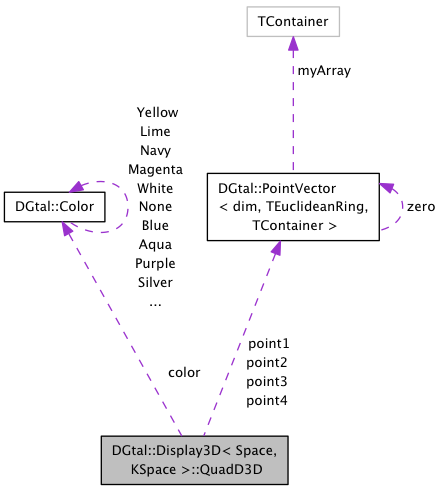 TContainer
myArray
Yellow
Lime
Navy
Magenta
White
None
Blue
Aqua
Purple
Silver
...
DGtal::Color
DGtal::PointVector
< dim, TEuclideanRing,
TContainer >
zero
color
point1
point2
point3
point4
DGtal::Display3D< Space,
KSpace >::QuadD3D